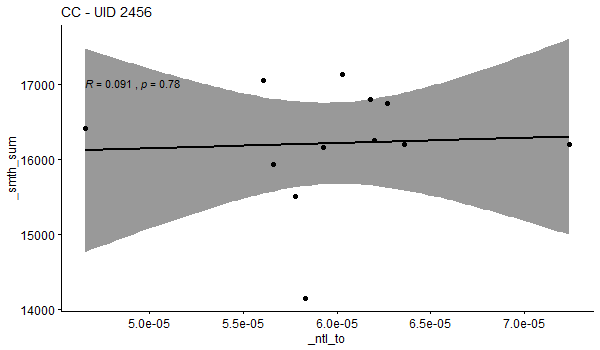 CC - UID 2456
R = 0.091 , p = 0.78
17000
16000
15000
14000
_smth_sum
5.0e-05 5.5e-05 6.0e-05 6.5e-05 7.0e-05
_ntl_to